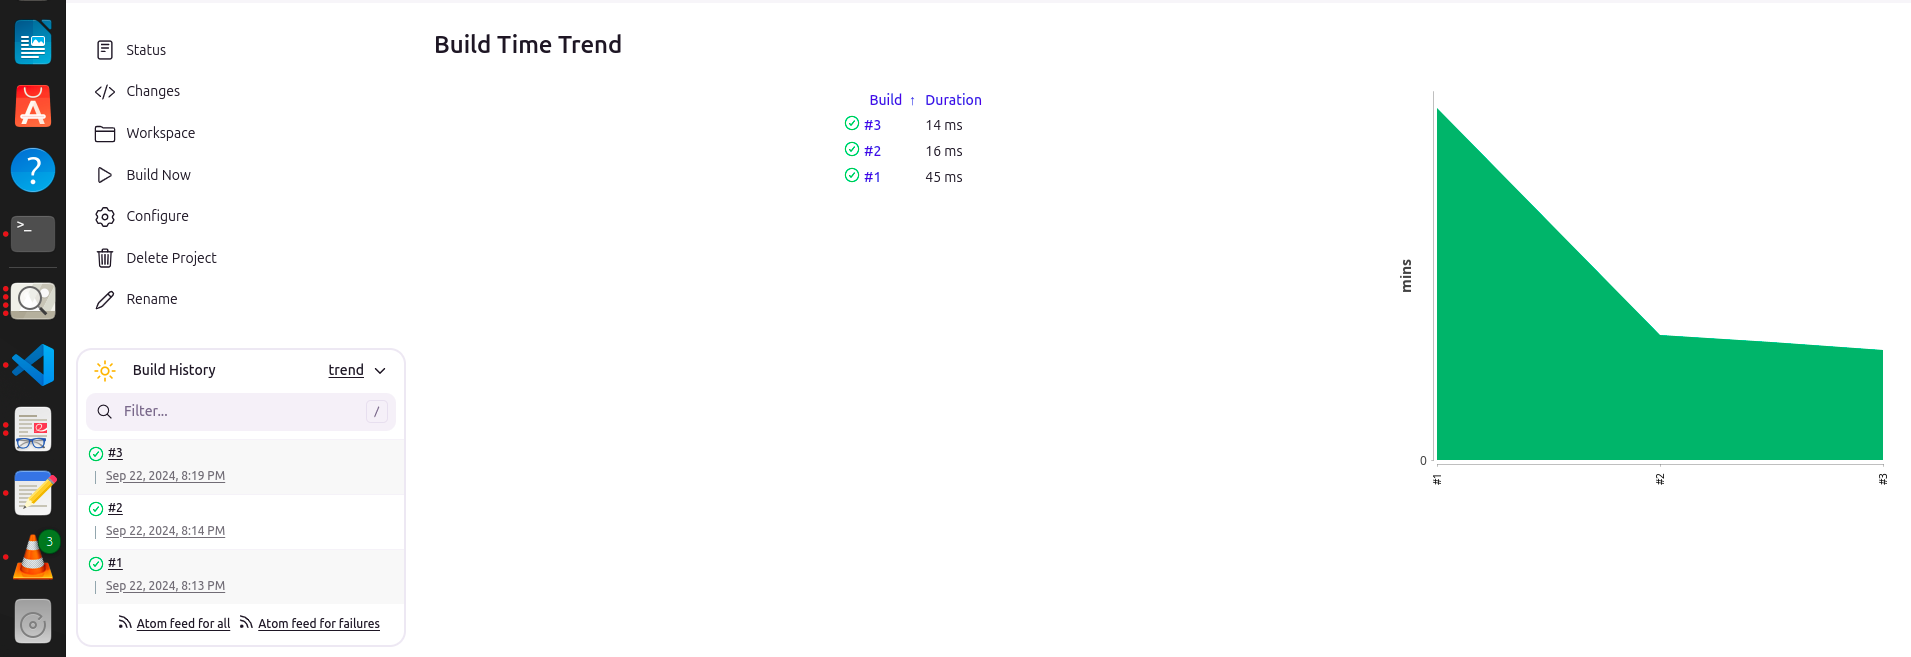 Status
Changes
Workspace
Build Now
Configure
Delete Project
Rename
Build History trend
Filter... /
#3
Sep 22, 2024, 8:19 PM
#2
Sep 22, 2024, 8:14 PM
#1
Sep 22, 2024, 8:13 PM
Atom feed for all Atom feed for failures
Build Time Trend
Build ↑ Duration
#3 14 ms
#2 16 ms
#1 45 ms
mins
0
#1 #2 #3
A
?
>_
3